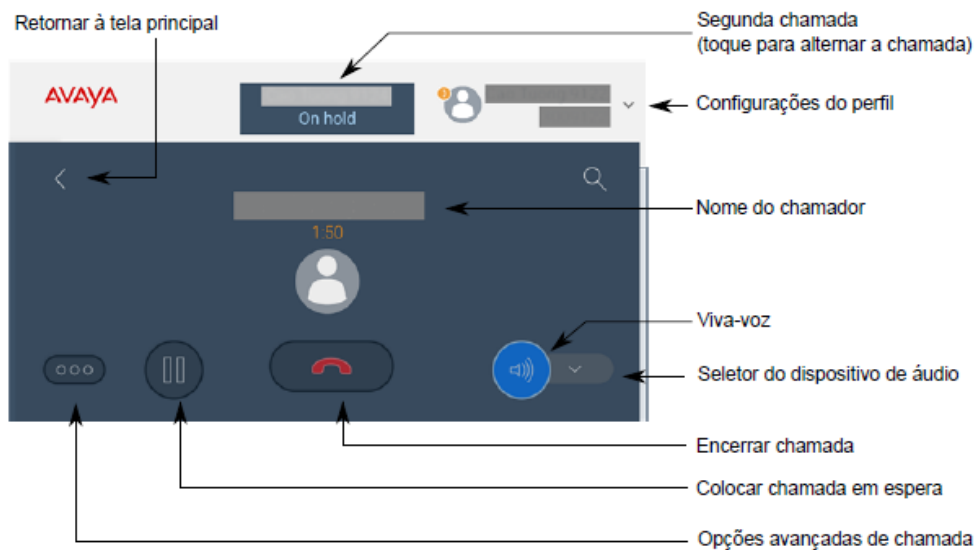 Retornar à tela principal
Segunda chamada
(toque para alternar a chamada)
AVAYA
On hold
3
Configurações do perfil
Nome do chamador
1:50
Viva-voz
Seletor do dispositivo de áudio
Encerrar chamada
Colocar chamada em espera
Opções avançadas de chamada